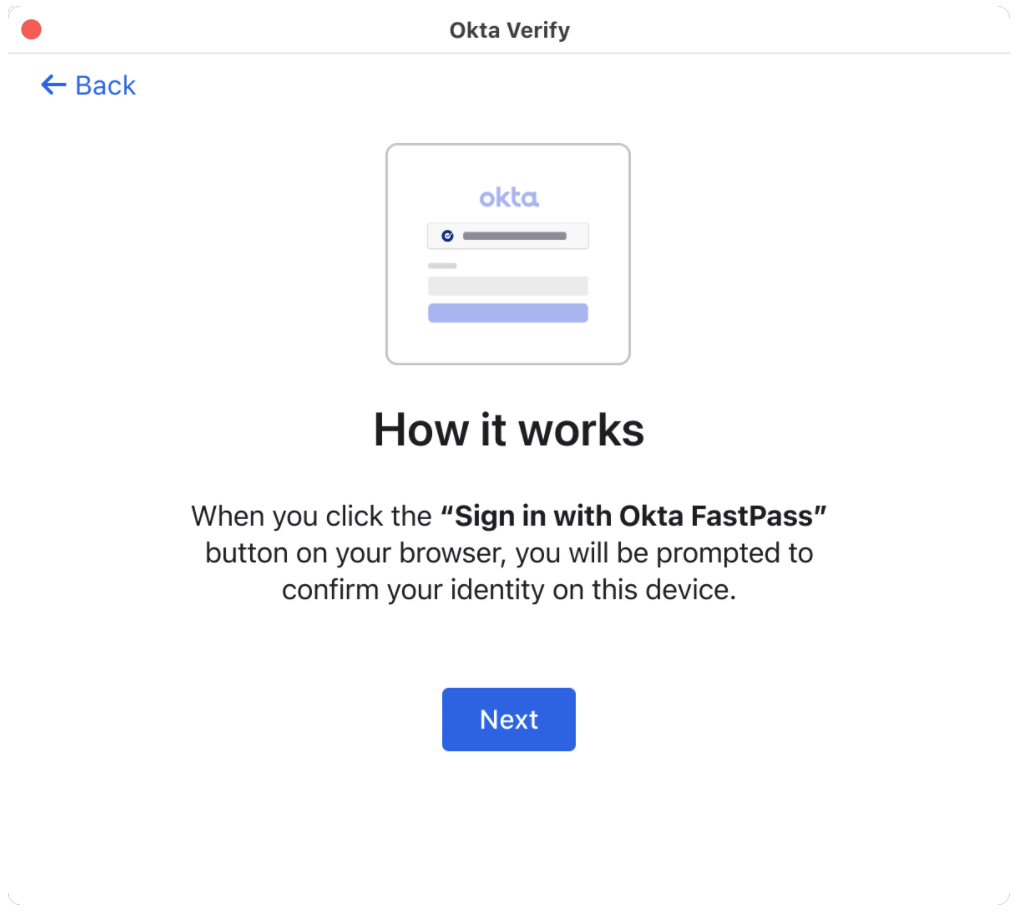 Okta Verify
← Back
okta
How it works
When you click the “Sign in with Okta FastPass”
button on your browser, you will be prompted to
confirm your identity on this device.
Next